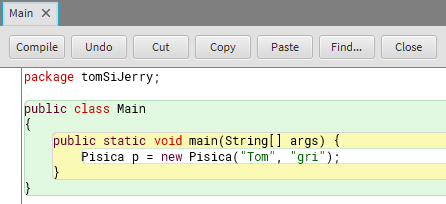 Main ×
Compile Undo Cut Copy Paste Find... Close
package tomSiJerry;
public class Main
{
public static void main(String[] args) {
Pisica p = new Pisica("Tom", "gri");
}
}